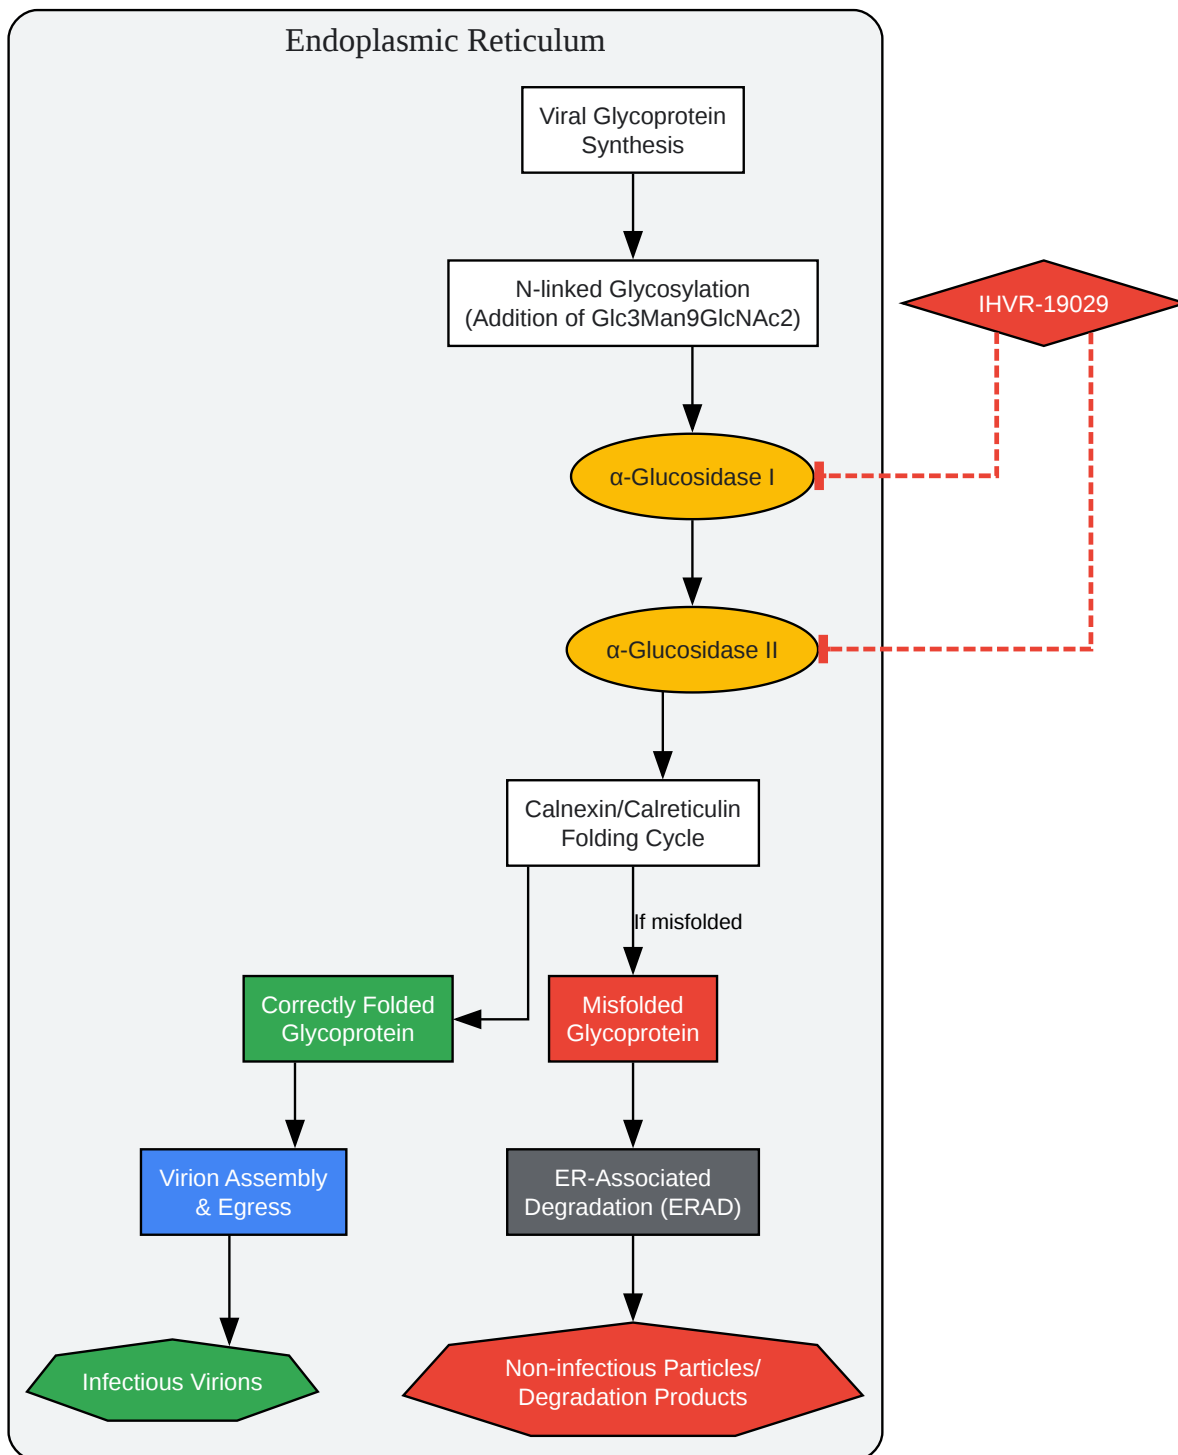 Endoplasmic Reticulum
Viral Glycoprotein
Synthesis
N-linked Glycosylation
(Addition of Glc3Man9GlcNAc2)
IHVR-19029
α-Glucosidase I
α-Glucosidase II
Calnexin/Calreticulin
Folding Cycle
If misfolded
Correctly Folded
Glycoprotein
Misfolded
Glycoprotein
Virion Assembly
& Egress
ER-Associated
Degradation (ERAD)
Infectious Virions
Non-infectious Particles/
Degradation Products